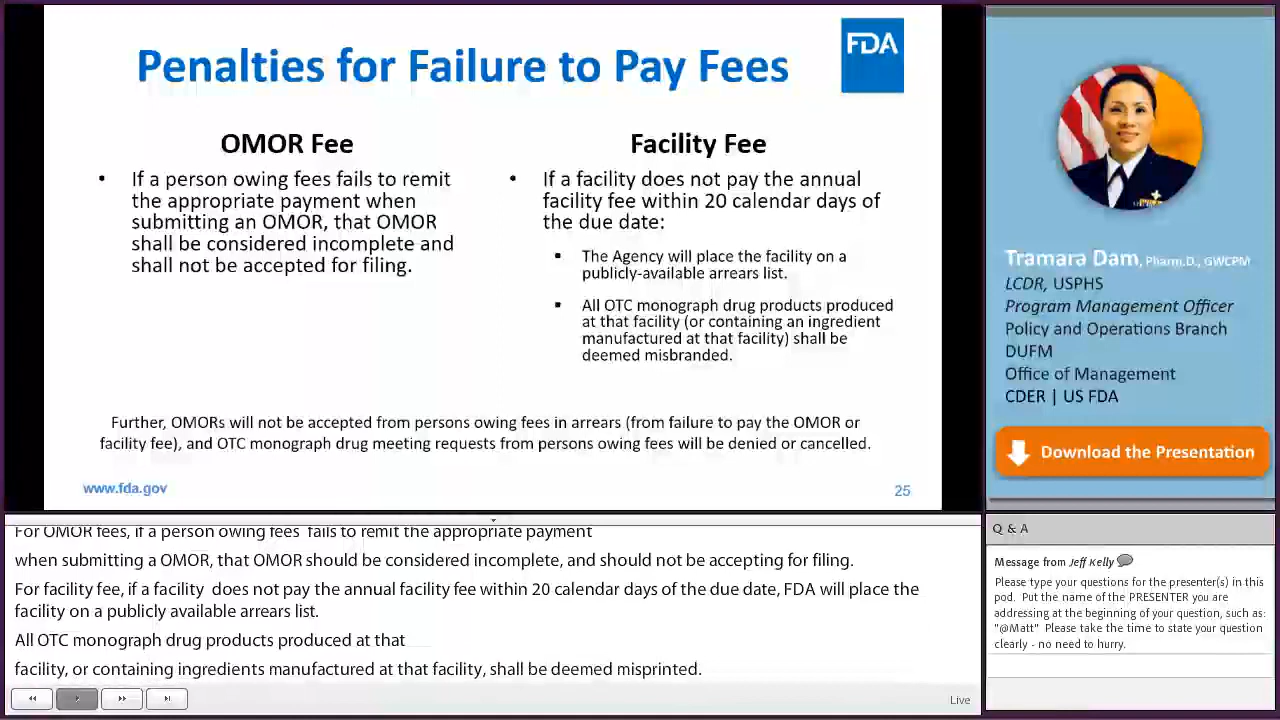 Penalties for Failure to Pay Fees
FDA
OMOR Fee
• If a person owing fees fails to remit
the appropriate payment when
submitting an OMOR, that OMOR
shall be considered incomplete and
shall not be accepted for filing.
Facility Fee
• If a facility does not pay the annual
facility fee within 20 calendar days of
the due date:
▪ The Agency will place the facility on a
publicly-available arrears list.
▪ All OTC monograph drug products produced
at that facility (or containing an ingredient
manufactured at that facility) shall be
deemed misbranded.
Further, OMORs will not be accepted from persons owing fees in arrears (from failure to pay the OMOR or
facility fee), and OTC monograph drug meeting requests from persons owing fees will be denied or cancelled.
www.fda.gov
25
Tramara Dam, Pharm.D., GWCPM
LCDR, USPHS
Program Management Officer
Policy and Operations Branch
DUFM
Office of Management
CDER | US FDA
Download the Presentation
For OMOR fees, if a person owing fees fails to remit the appropriate payment
when submitting a OMOR, that OMOR should be considered incomplete, and should not be accepting for filing.
For facility fee, if a facility does not pay the annual facility fee within 20 calendar days of the due date, FDA will place the
facility on a publicly available arrears list.
All OTC monograph drug products produced at that
facility, or containing ingredients manufactured at that facility, shall be deemed misprinted.
Live
Q & A
Message from Jeff Kelly
Please type your questions for the presenter(s) in this
pod. Put the name of the PRESENTER you are
addressing at the beginning of your question, such as:
"@Matt" Please take the time to state your question
clearly - no need to hurry.